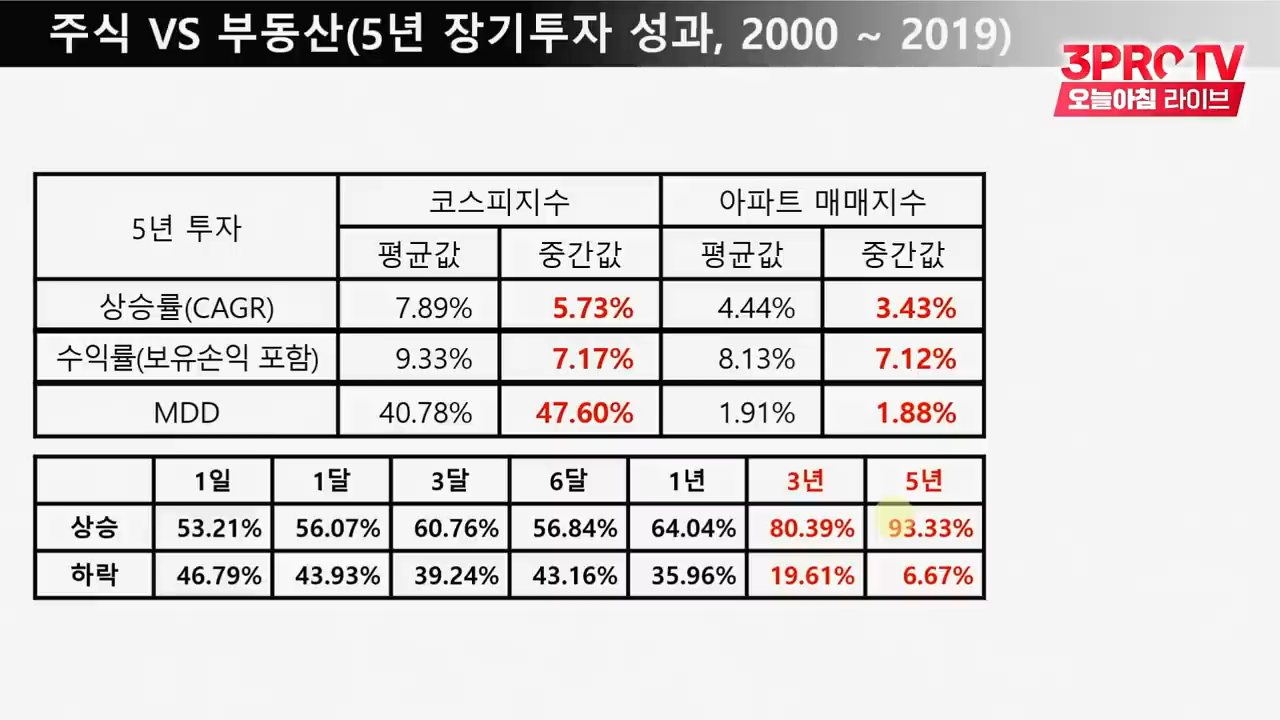 주식 VS 부동산(5년 장기투자 성과, 2000 ~ 2019)
3PRO TV
오늘아침 라이브
5년 투자 코스피지수 아파트 매매지수
평균값 중간값 평균값 중간값
상승률(CAGR) 7.89% 5.73% 4.44% 3.43%
수익률(보유손익 포함) 9.33% 7.17% 8.13% 7.12%
MDD 40.78% 47.60% 1.91% 1.88%
1일 1달 3달 6달 1년 3년 5년
상승 53.21% 56.07% 60.76% 56.84% 64.04% 80.39% 93.33%
하락 46.79% 43.93% 39.24% 43.16% 35.96% 19.61% 6.67%